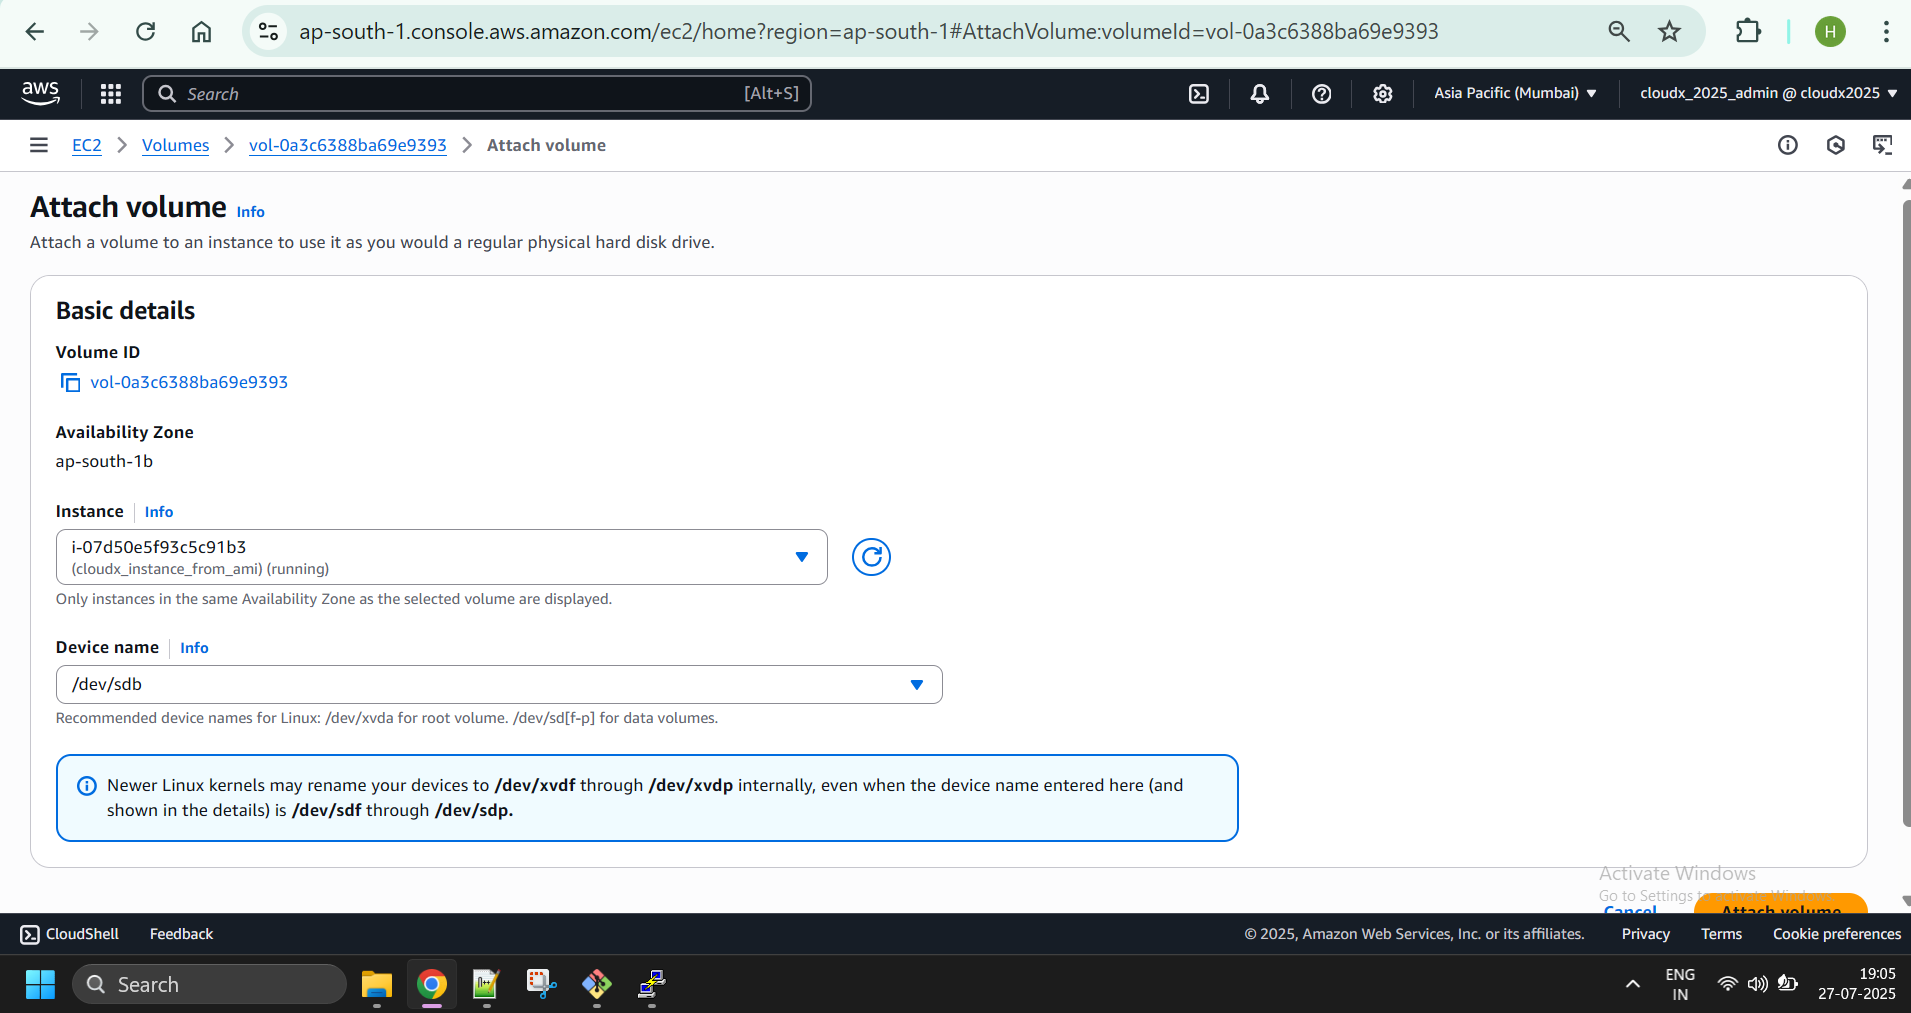 ap-south-1.console.aws.amazon.com/ec2/home?region=ap-south-1#AttachVolume:volumeId=vol-0a3c6388ba69e9393
H
aws
Search
[Alt+S]
Asia Pacific (Mumbai)
cloudx_2025_admin @ cloudx2025
EC2
Volumes
vol-0a3c6388ba69e9393
Attach volume
Attach volume Info
Attach a volume to an instance to use it as you would a regular physical hard disk drive.
Basic details
Volume ID
vol-0a3c6388ba69e9393
Availability Zone
ap-south-1b
Instance Info
i-07d50e5f93c5c91b3
(cloudx_instance_from_ami) (running)
Only instances in the same Availability Zone as the selected volume are displayed.
Device name Info
/dev/sdb
Recommended device names for Linux: /dev/xvda for root volume. /dev/sd[f-p] for data volumes.
Newer Linux kernels may rename your devices to /dev/xvdf through /dev/xvdp internally, even when the device name entered here (and
shown in the details) is /dev/sdf through /dev/sdp.
Activate Windows
Go to Settings to activate Windows.
Cancel
Attach volume
CloudShell
Feedback
© 2025, Amazon Web Services, Inc. or its affiliates.
Privacy
Terms
Cookie preferences
Search
ENG
IN
19:05
27-07-2025